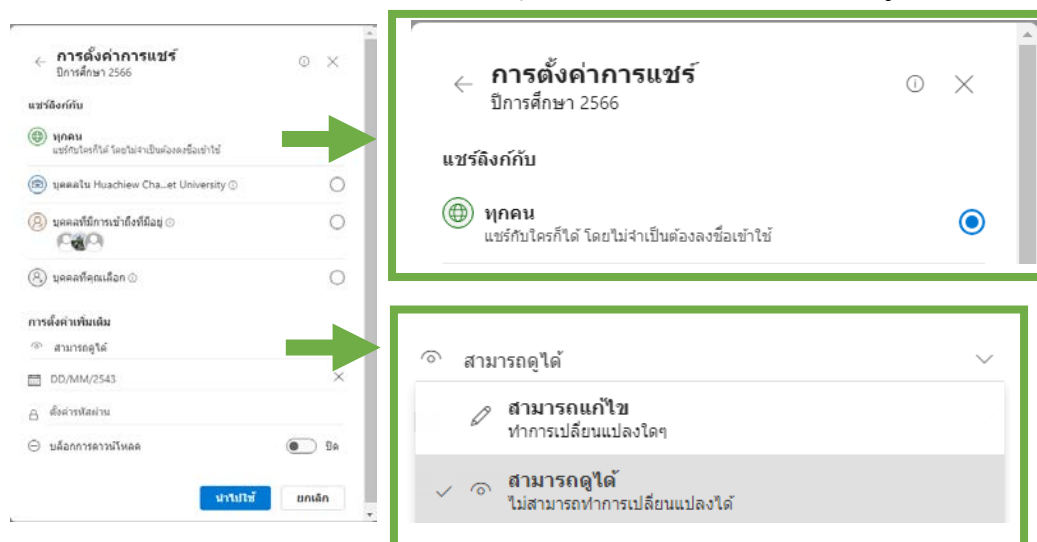 การตั้งค่าการแชร์
ปีการศึกษา 2566
แชร์ลิงก์กับ
ทุกคน
แชร์กับใครก็ได้ โดยไม่จำเป็นต้องลงชื่อเข้าใช้
บุคคลใน Huachiew Cha...et University
บุคคลที่มีการเข้าถึงที่มีอยู่
บุคคลที่คุณเลือก
การตั้งค่าเพิ่มเติม
สามารถดูได้
DD/MM/2543
ตั้งค่ารหัสผ่าน
บล็อกการดาวน์โหลด
ปิด
นำไปใช้
ยกเลิก
การตั้งค่าการแชร์
ปีการศึกษา 2566
แชร์ลิงก์กับ
ทุกคน
แชร์กับใครก็ได้ โดยไม่จำเป็นต้องลงชื่อเข้าใช้
สามารถดูได้
สามารถแก้ไข
ทำการเปลี่ยนแปลงใดๆ
สามารถดูได้
ไม่สามารถทำการเปลี่ยนแปลงได้